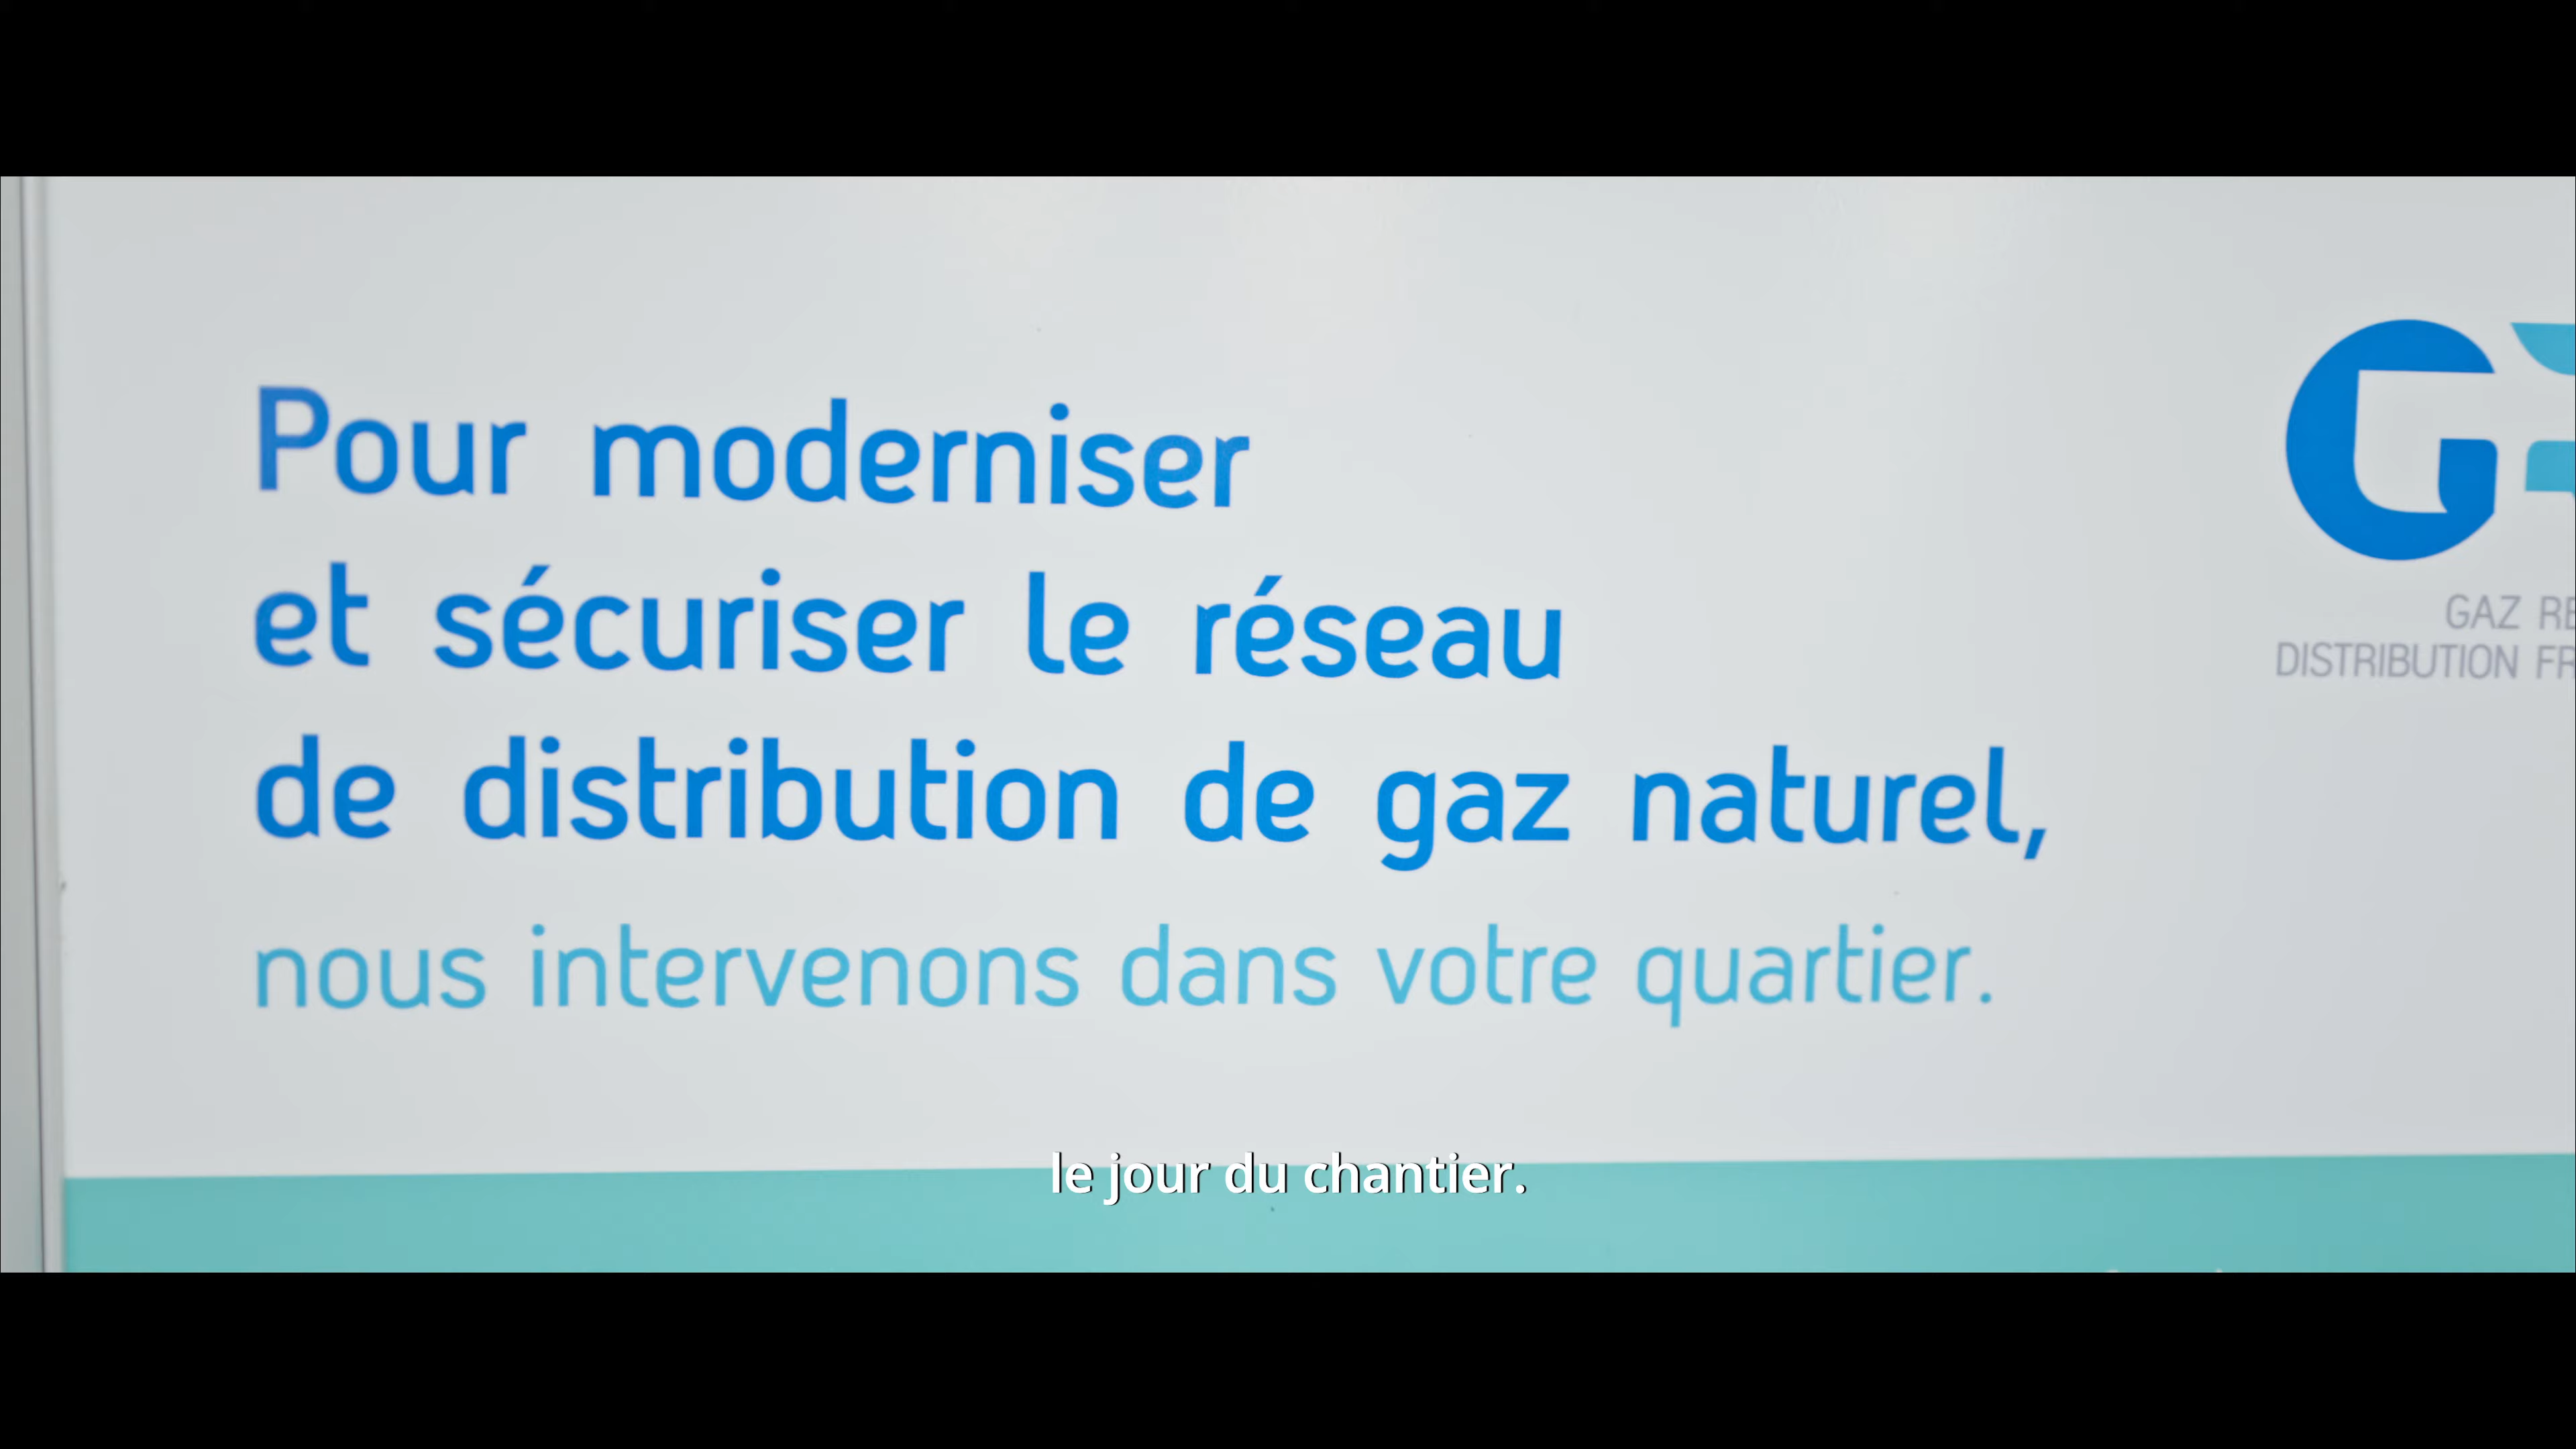 Pour moderniser
et sécuriser le réseau
de distribution de gaz naturel,
nous intervenons dans votre quartier.
GAZ
DISTRIBUTION
le jour du chantier.